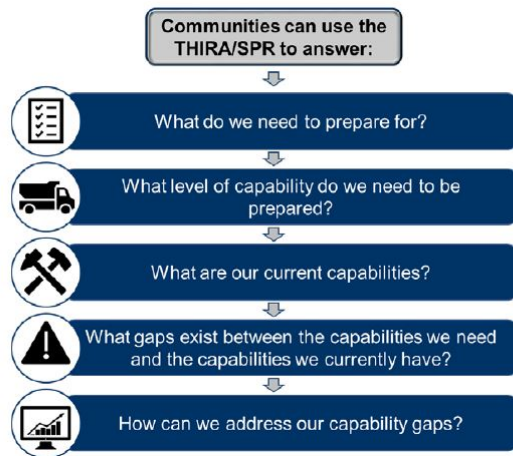 Communities can use the
THIRA/SPR to answer:
What do we need to prepare for?
What level of capability do we need to be
prepared?
What are our current capabilities?
What gaps exist between the capabilities we need
and the capabilities we currently have?
How can we address our capability gaps?